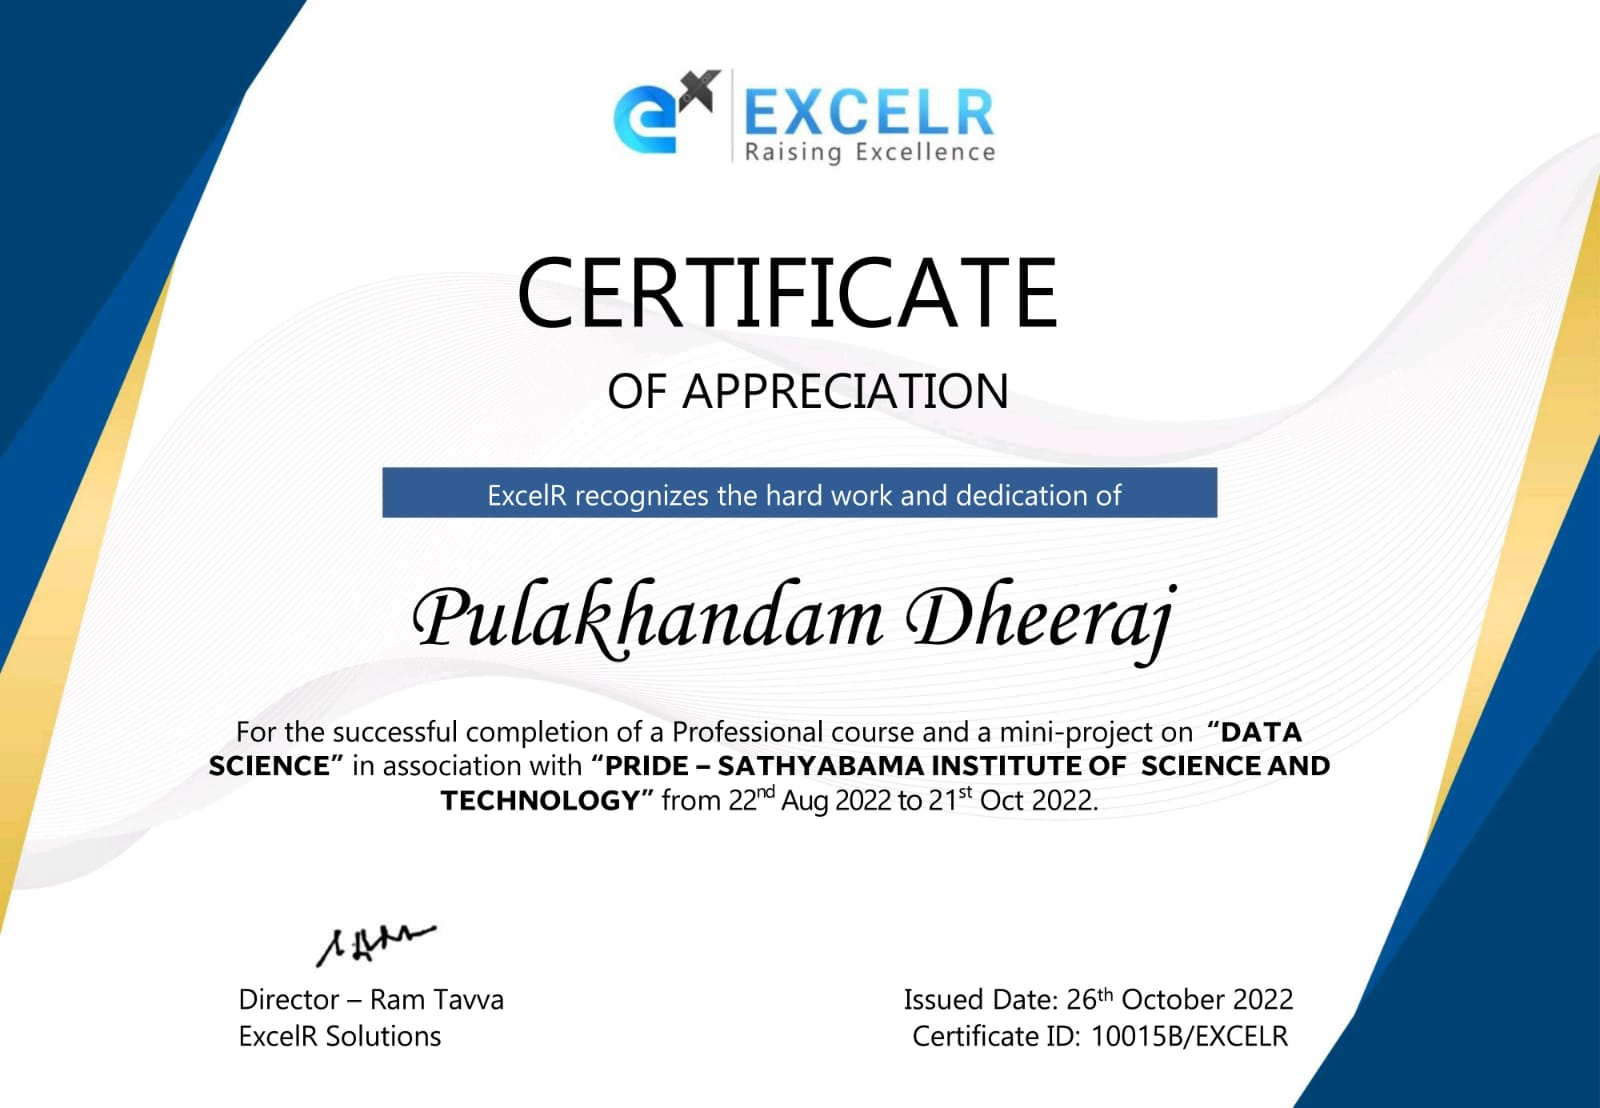 EXCELR
Raising Excellence
CERTIFICATE
OF APPRECIATION
ExcelR recognizes the hard work and dedication of
Pulakhandam Dheeraj
For the successful completion of a Professional course and a mini-project on “DATA
SCIENCE” in association with “PRIDE – SATHYABAMA INSTITUTE OF SCIENCE AND
TECHNOLOGY” from 22nd Aug 2022 to 21st Oct 2022.
Director – Ram Tavva
ExcelR Solutions
Issued Date: 26th October 2022
Certificate ID: 10015B/EXCELR